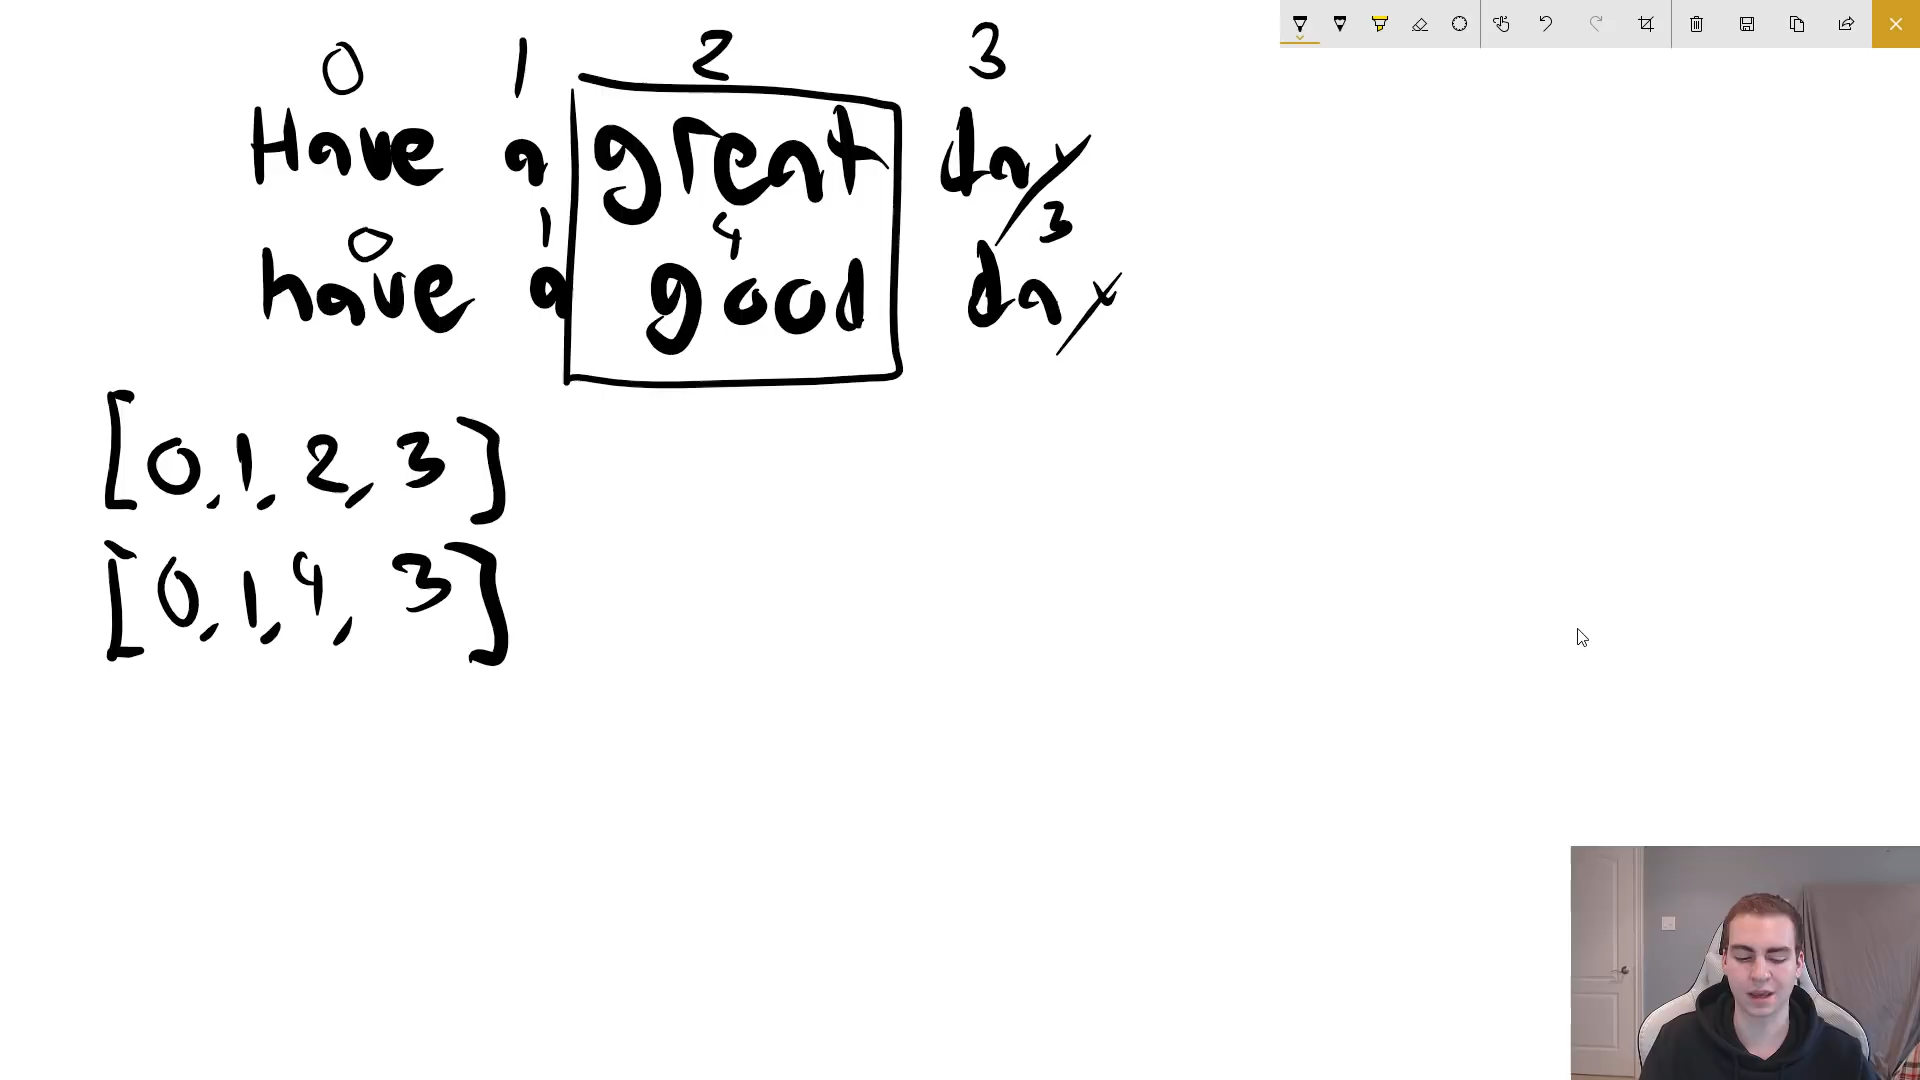 0 1 2 3
Have a great day
0 1 4 3
have a good day
[0,1,2,3]
[0,1,4,3]